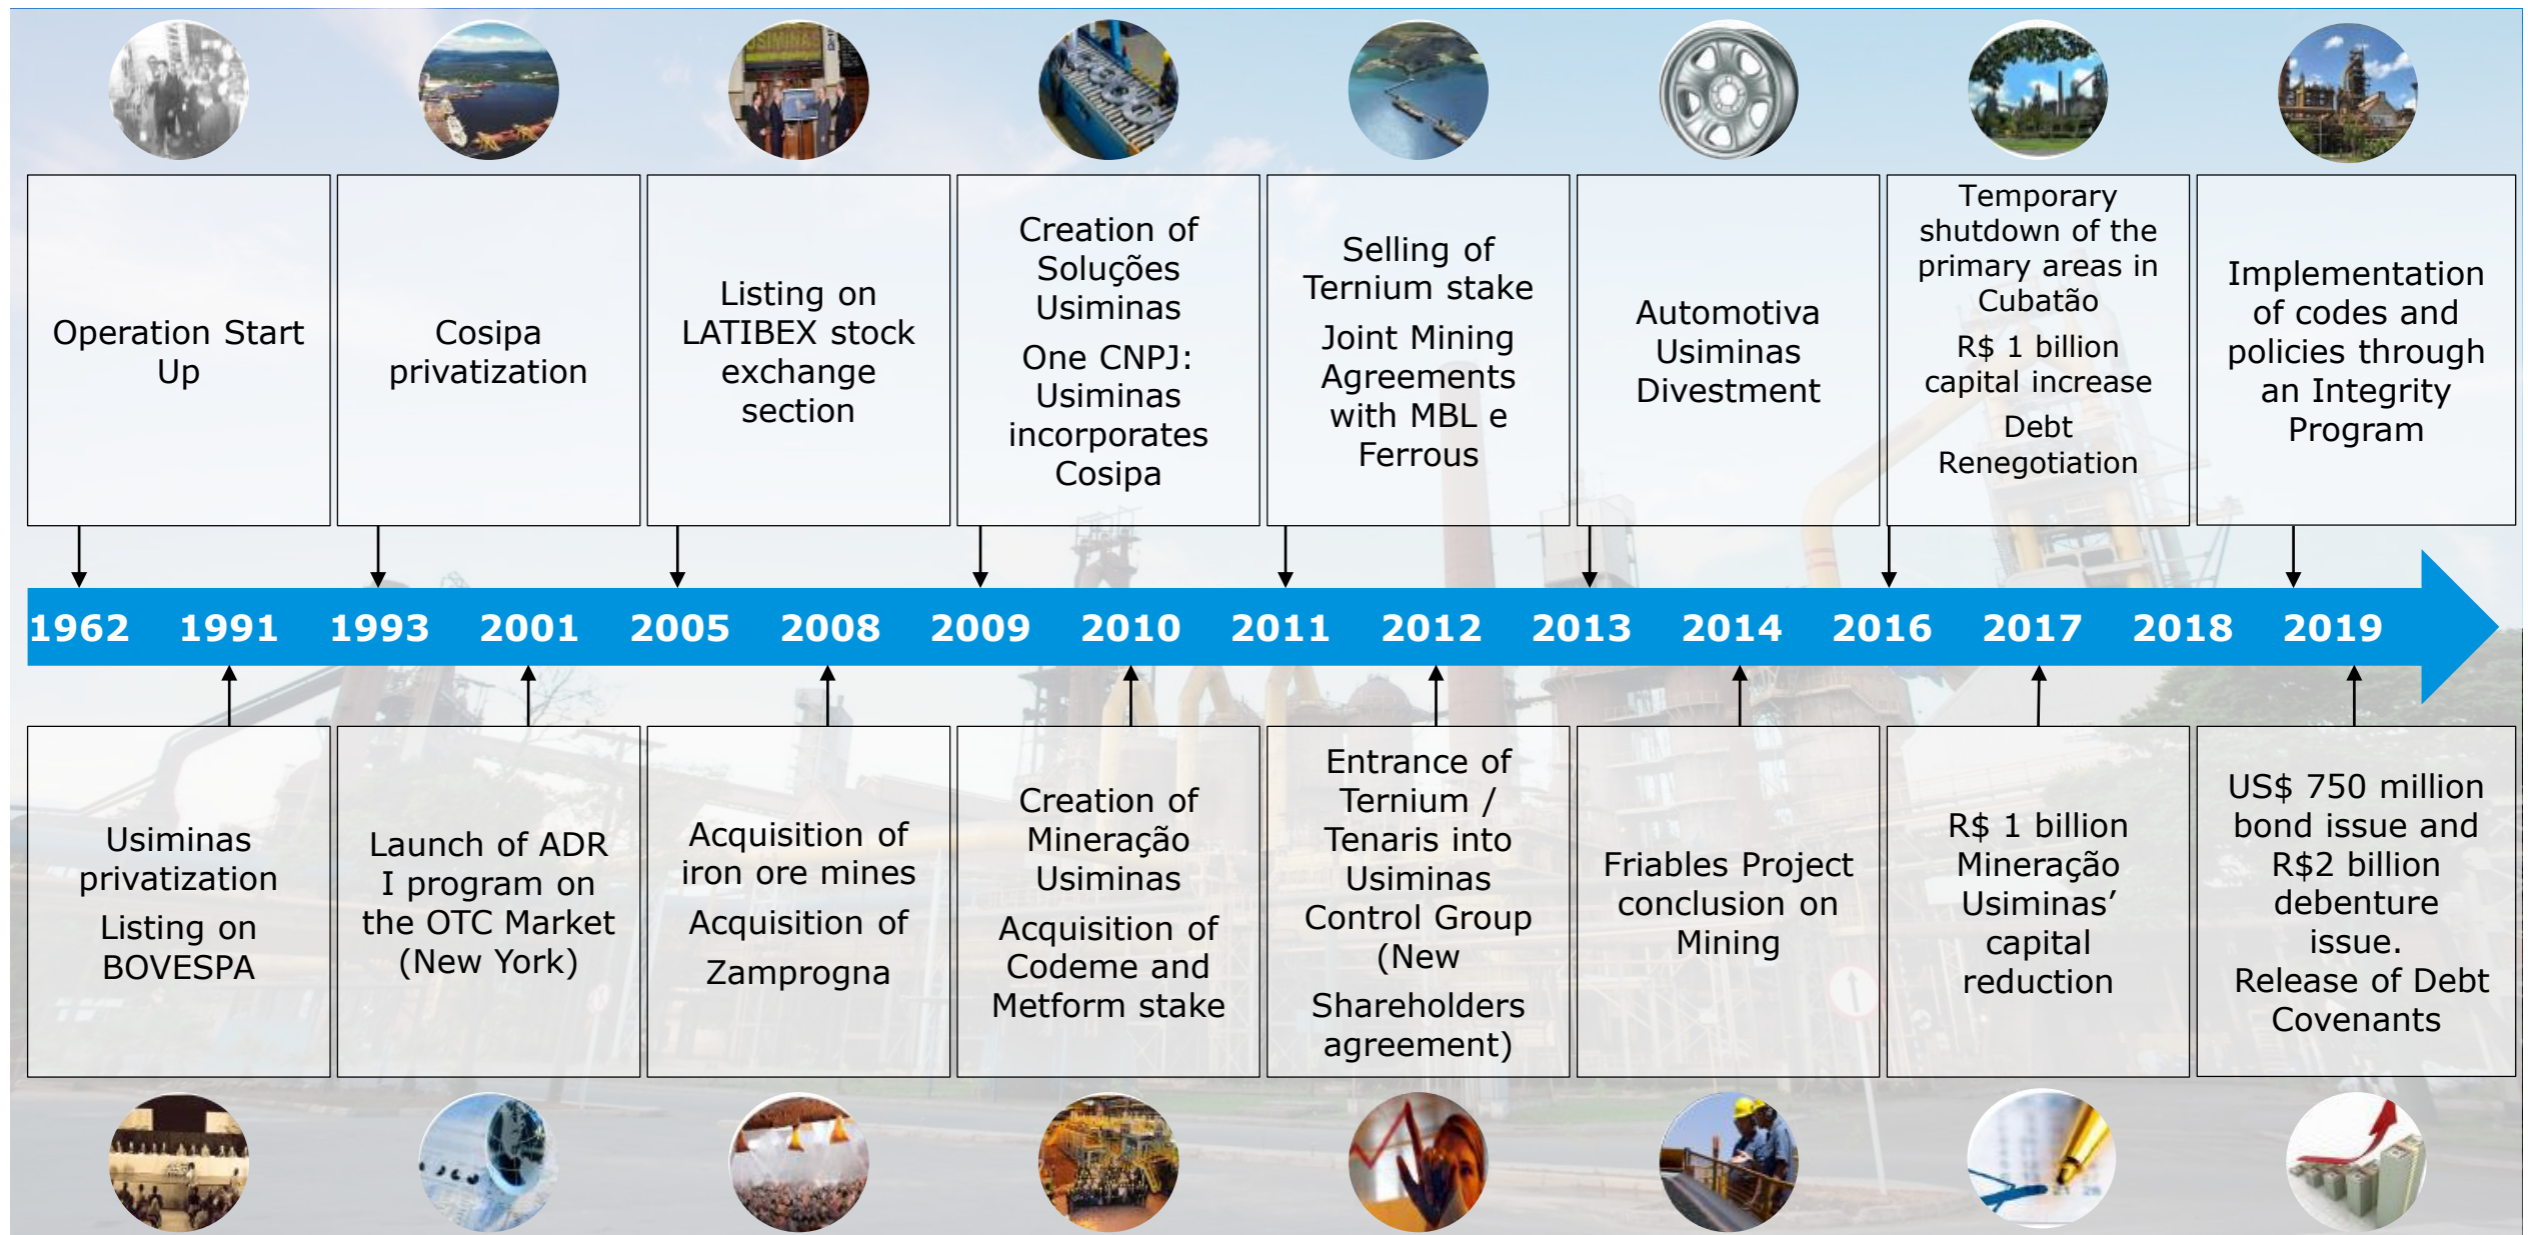 Operation Start
Up
Cosipa
privatization
Listing on
LATIBEX stock
exchange
section
Creation of
Soluções
Usiminas
One CNPJ:
Usiminas
incorporates
Cosipa
Selling of
Ternium stake
Joint Mining
Agreements
with MBL e
Ferrous
Automotiva
Usiminas
Divestment
Temporary
shutdown of the
primary areas in
Cubatão
R$ 1 billion
capital increase
Debt
Renegotiation
Implementation
of codes and
policies through
an Integrity
Program
1962 1991 1993 2001 2005 2008 2009 2010 2011 2012 2013 2014 2016 2017 2018 2019
Usiminas
privatization
Listing on
BOVESPA
Launch of ADR
I program on
the OTC Market
(New York)
Acquisition of
iron ore mines
Acquisition of
Zamprogna
Creation of
Mineração
Usiminas
Acquisition of
Codeme and
Metform stake
Entrance of
Ternium /
Tenaris into
Usiminas
Control Group
(New
Shareholders
agreement)
Friables Project
conclusion on
Mining
R$ 1 billion
Mineração
Usiminas’
capital
reduction
US$ 750 million
bond issue and
R$2 billion
debenture
issue.
Release of Debt
Covenants